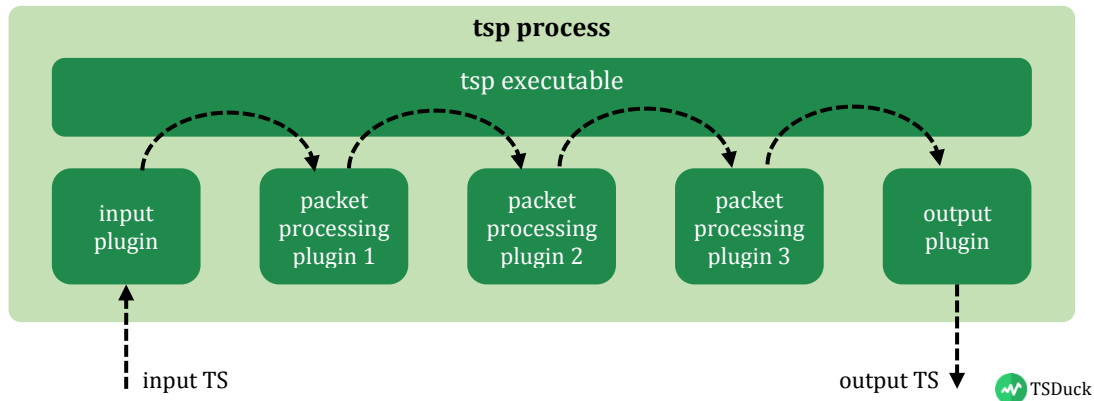 tsp process
tsp executable
input
plugin
packet
processing
plugin 1
packet
processing
plugin 2
packet
processing
plugin 3
output
plugin
input TS
output TS
TSDuck